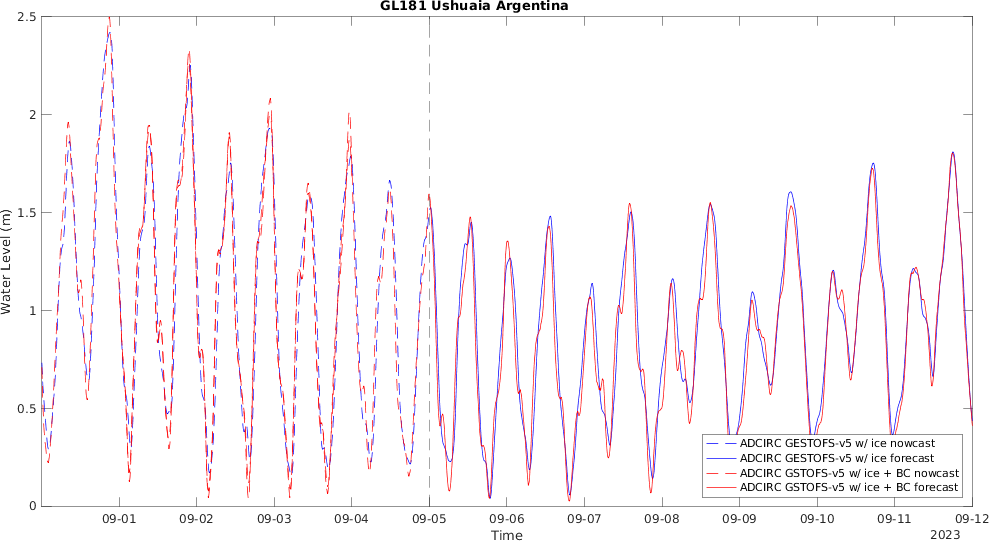 GL181 Ushuaia Argentina
2.5
2
1.5
1
0.5
0
Water Level (m)
ADCIRC GESTOFS-v5 w/ ice nowcast
ADCIRC GESTOFS-v5 w/ ice forecast
ADCIRC GSTOFS-v5 w/ ice + BC nowcast
ADCIRC GSTOFS-v5 w/ ice + BC forecast
09-01 09-02 09-03 09-04 09-05 09-06 09-07 09-08 09-09 09-10 09-11 09-12
Time
2023